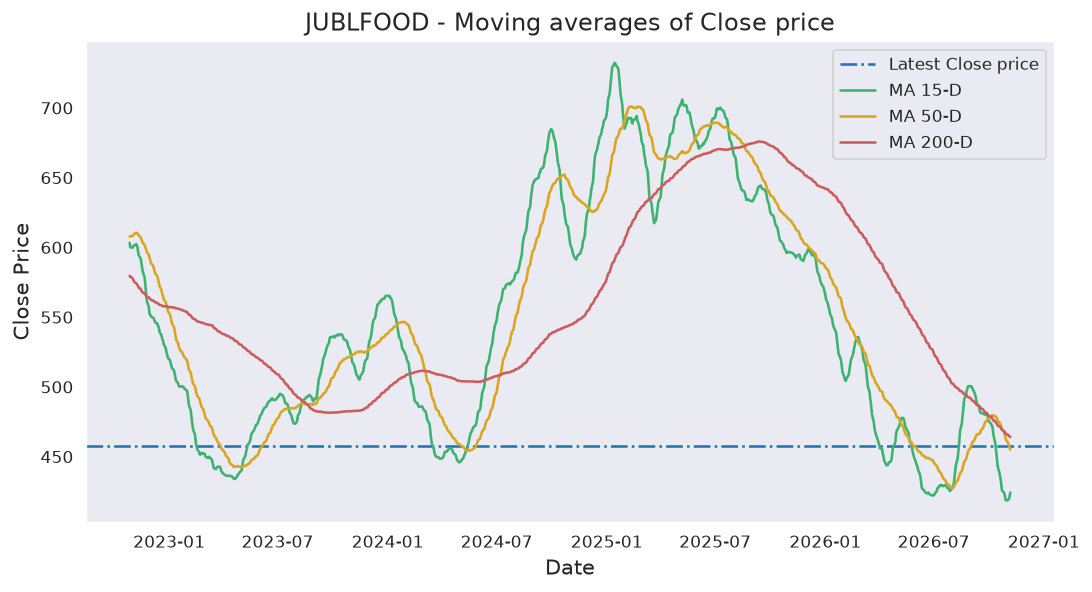 JUBLFOOD - Moving averages of Close price
Latest Close price
MA 15-D
MA 50-D
MA 200-D
Close Price
700
650
600
550
500
450
2023-01 2023-07 2024-01 2024-07 2025-01 2025-07 2026-01 2026-07 2027-01
Date